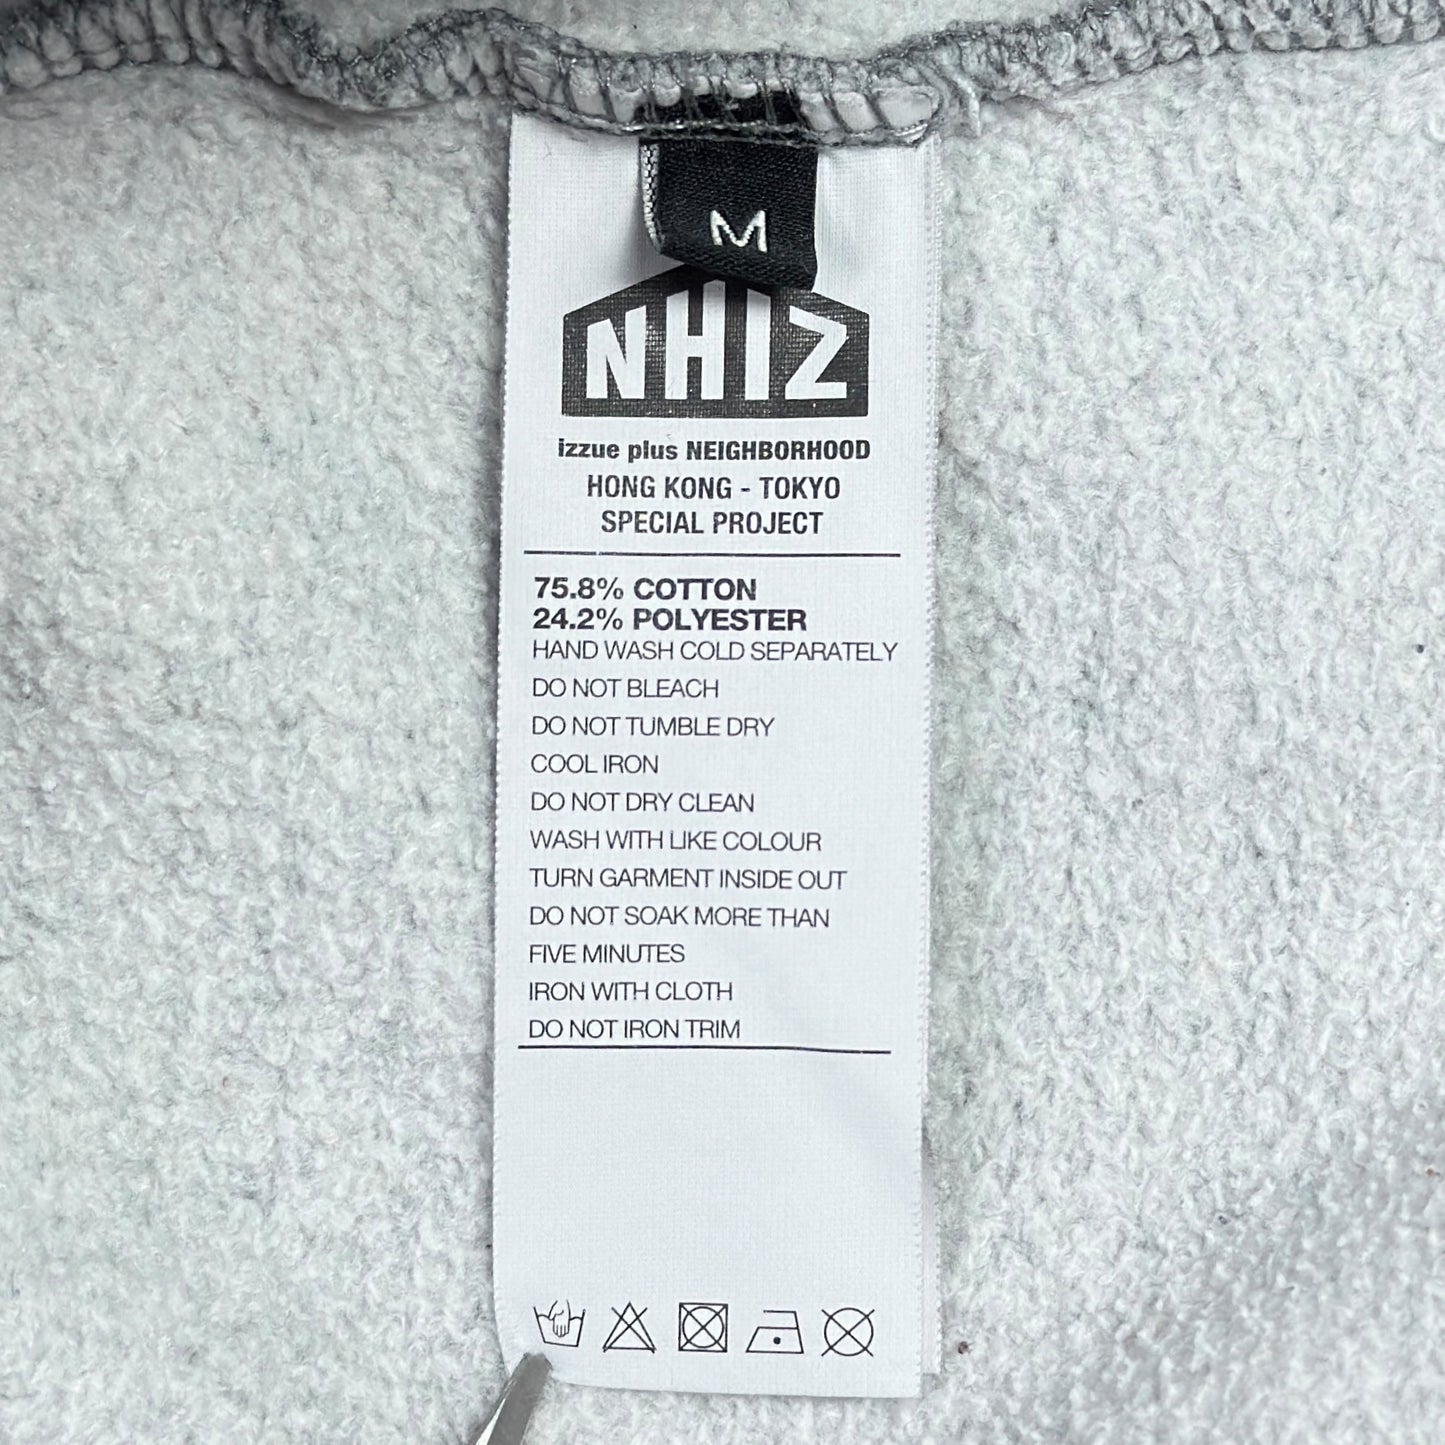 M
NHIZ
izzue plus NEIGHBORHOOD
HONG KONG - TOKYO
SPECIAL PROJECT
75.8% COTTON
24.2% POLYESTER
HAND WASH COLD SEPARATELY
DO NOT BLEACH
DO NOT TUMBLE DRY
COOL IRON
DO NOT DRY CLEAN
WASH WITH LIKE COLOUR
TURN GARMENT INSIDE OUT
DO NOT SOAK MORE THAN
FIVE MINUTES
IRON WITH CLOTH
DO NOT IRON TRIM